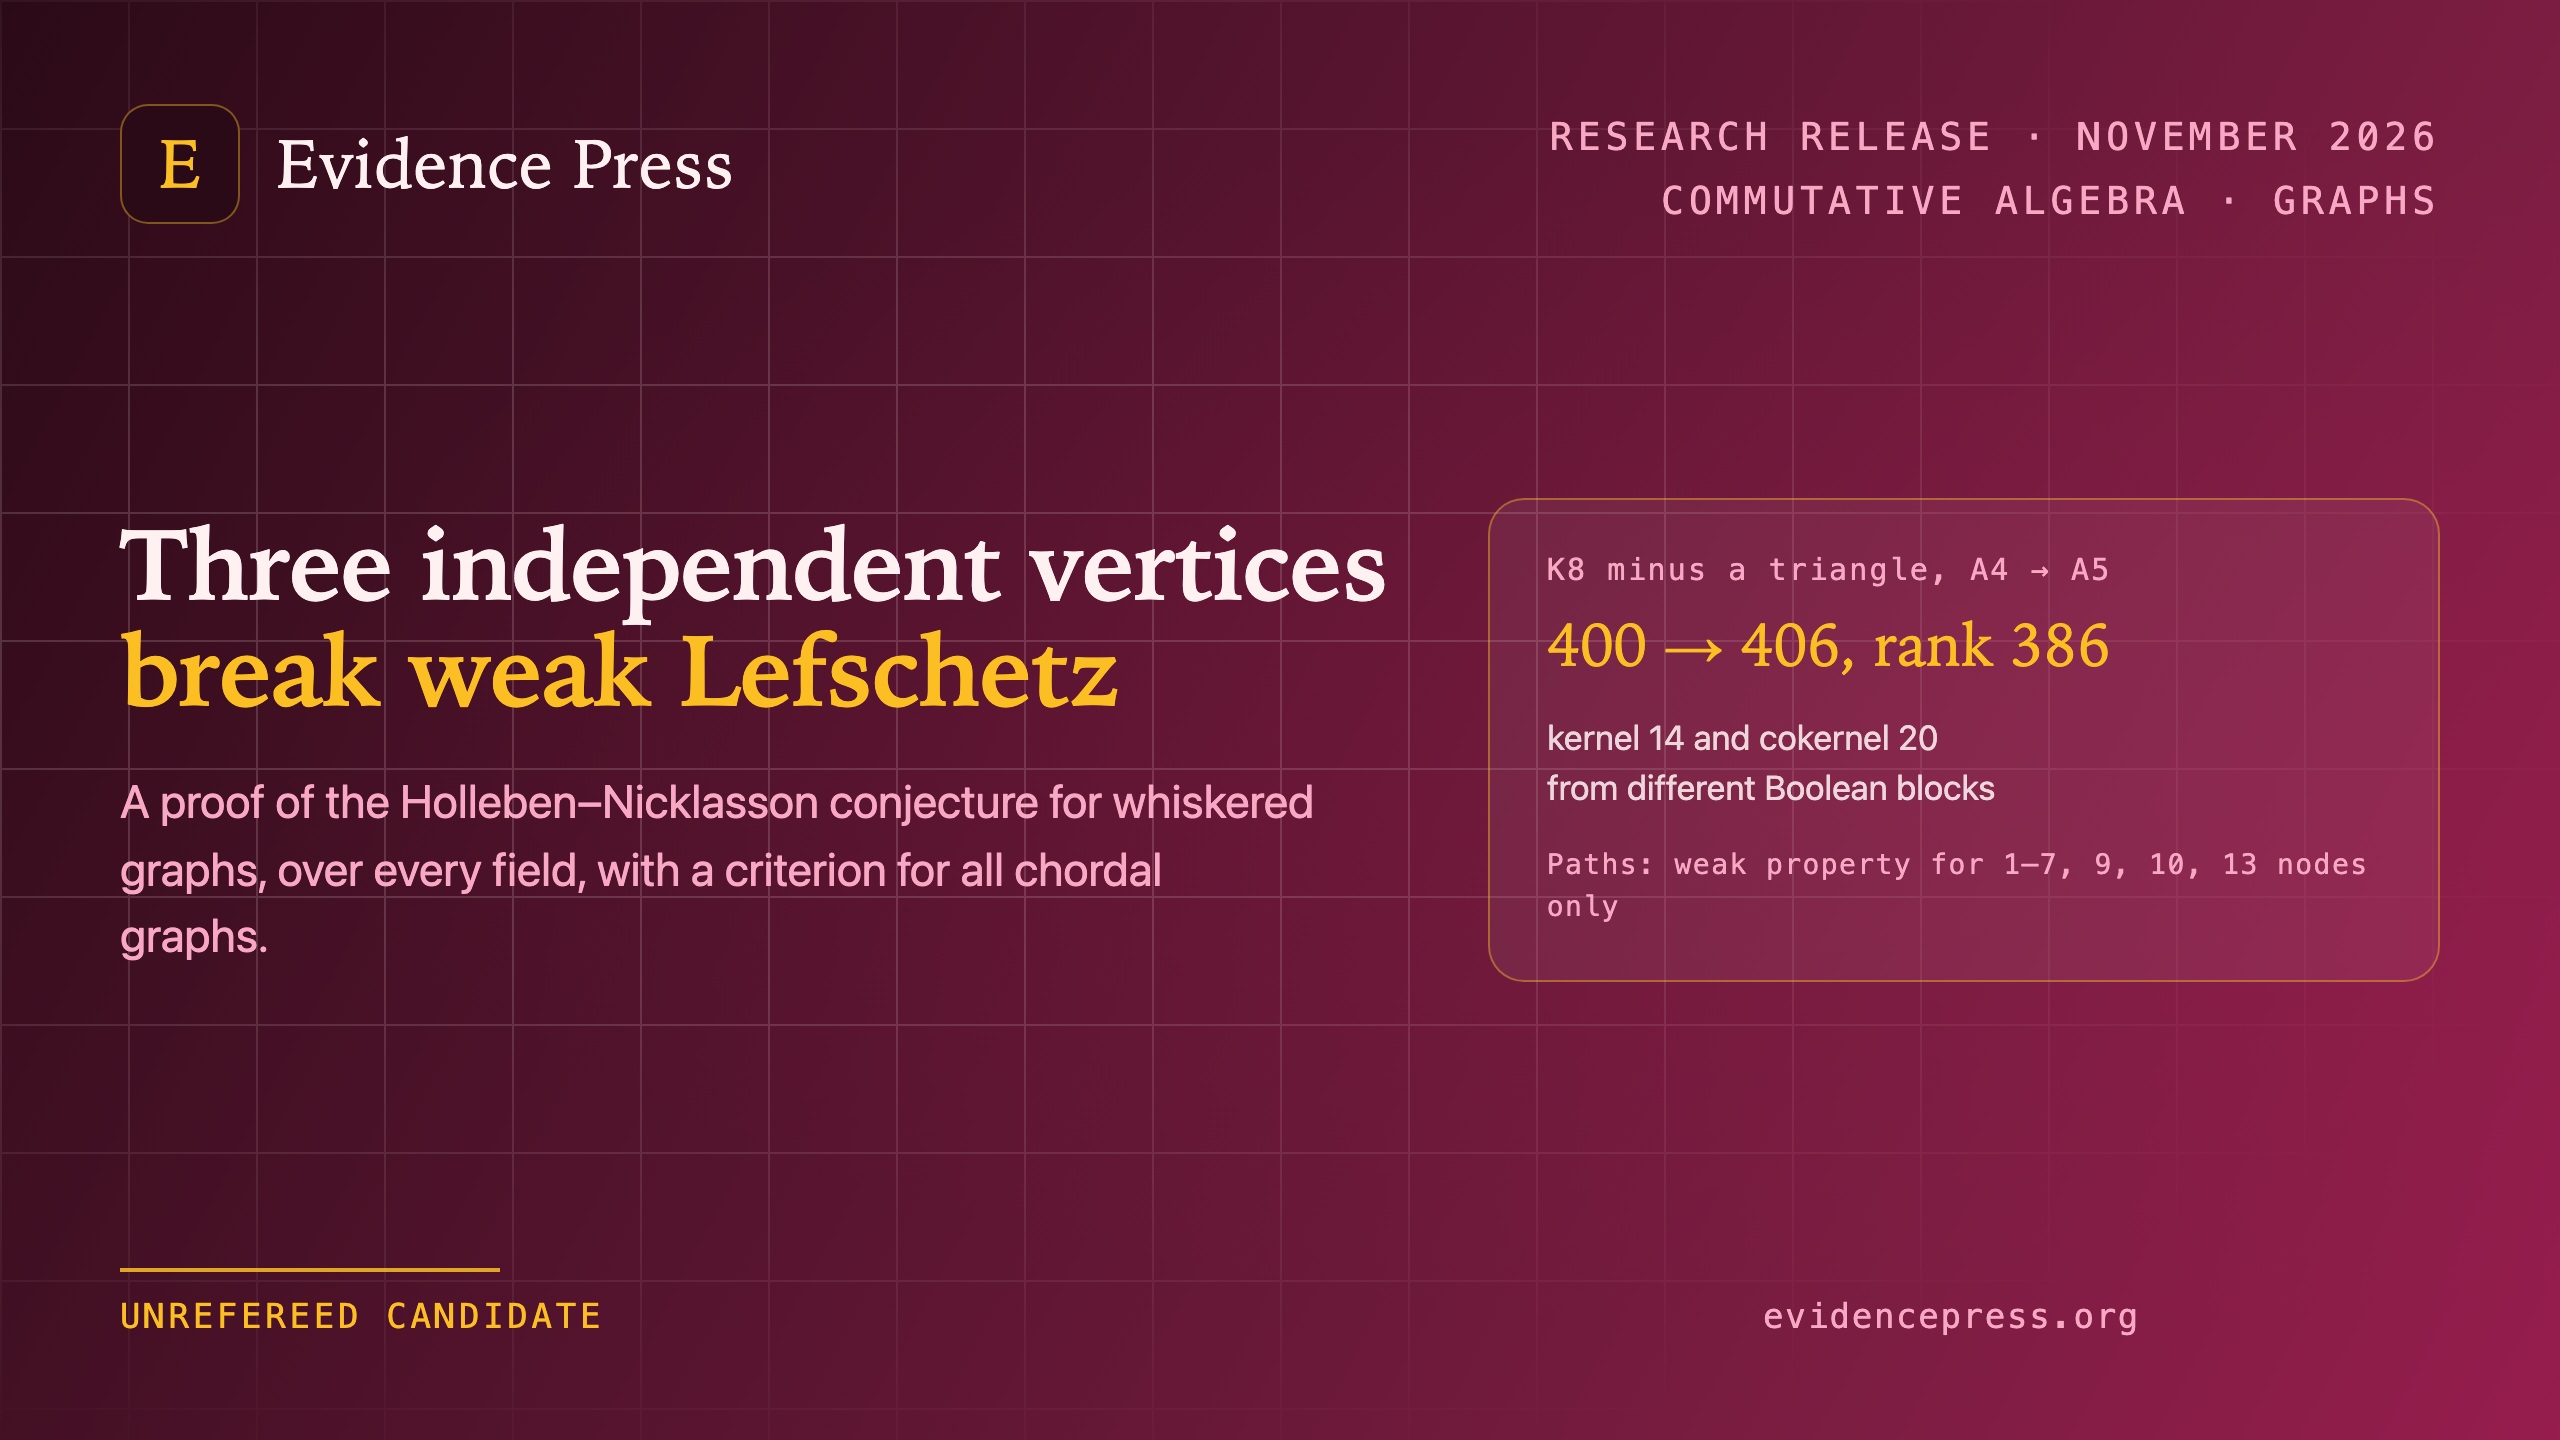 E
Evidence Press
RESEARCH RELEASE · NOVEMBER 2026
COMMUTATIVE ALGEBRA · GRAPHS
Three independent vertices
break weak Lefschetz
A proof of the Holleben–Nicklasson conjecture for whiskered
graphs, over every field, with a criterion for all chordal
graphs.
K8 minus a triangle, A4 → A5
400 → 406, rank 386
kernel 14 and cokernel 20
from different Boolean blocks
Paths: weak property for 1–7, 9, 10, 13 nodes
only
UNREFEREED CANDIDATE
evidencepress.org